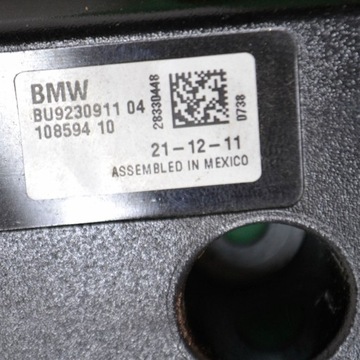 BMW
BU9230911 04
108594 10
28330448
0738
21-12-11
ASSEMBLED IN MEXICO